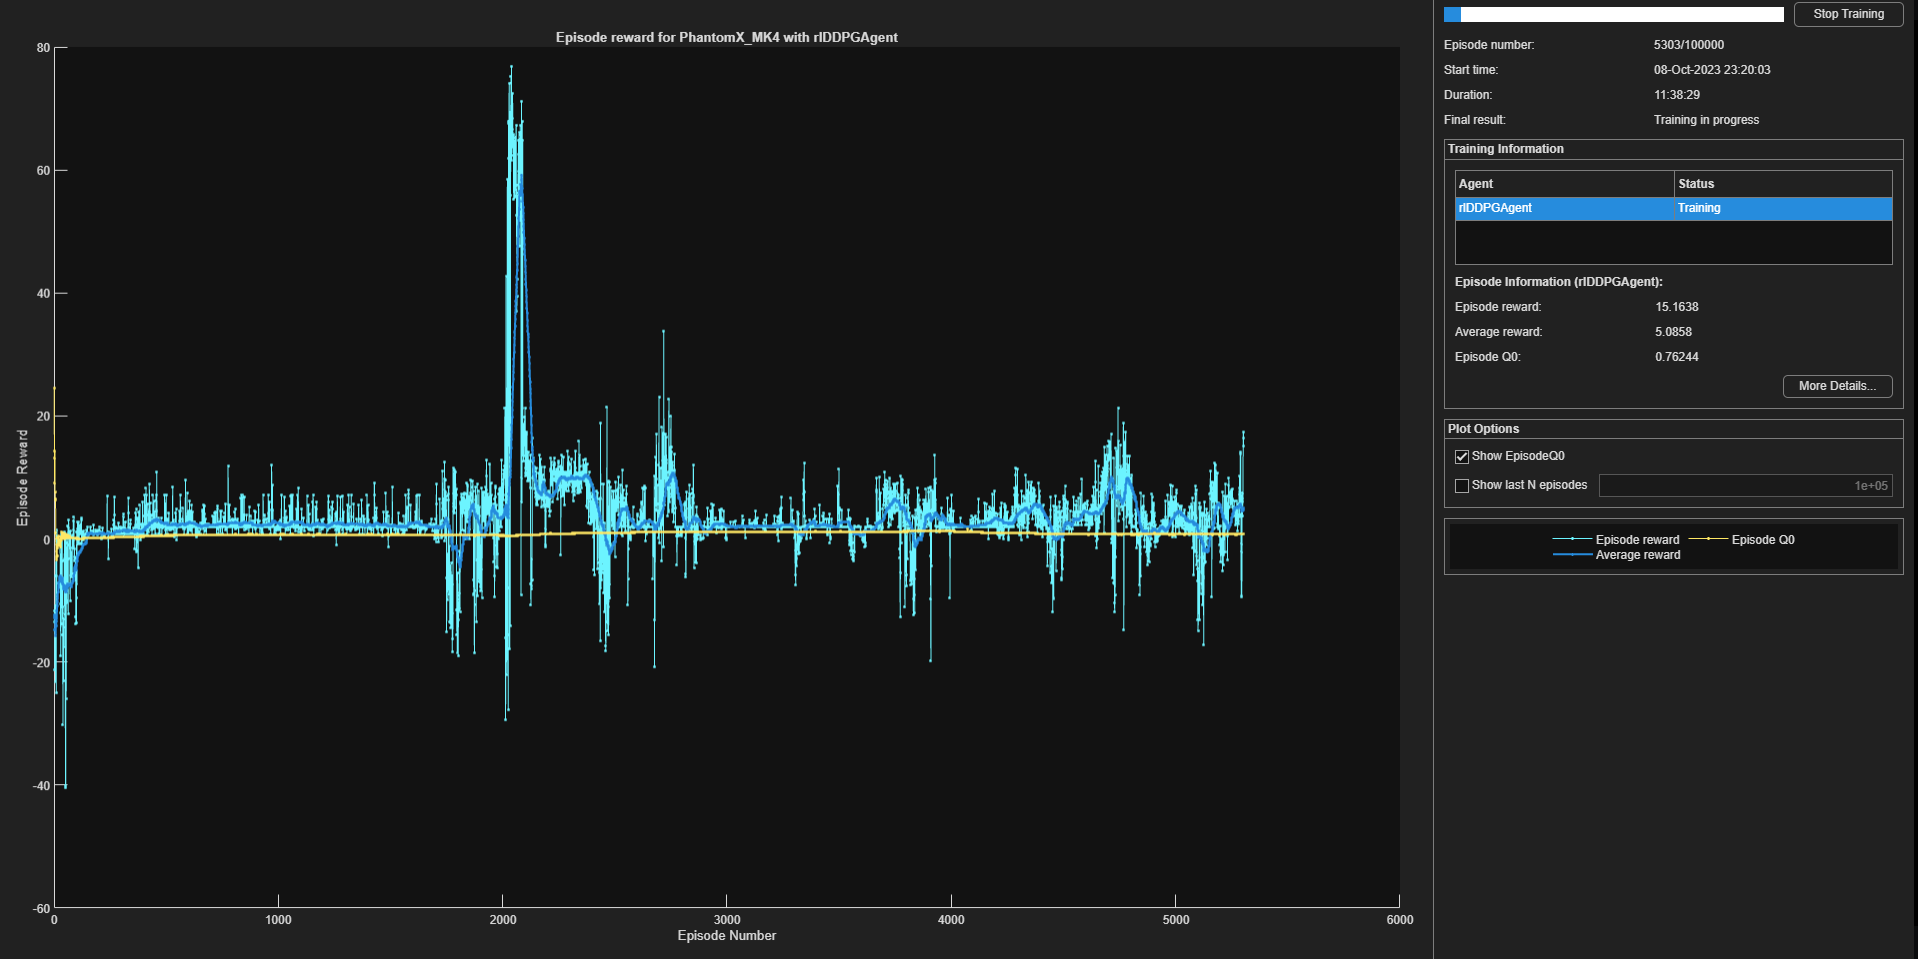 Episode reward for PhantomX_MK4 with rlDDPGAgent
80
60
40
20
0
-20
-40
-60
Episode Reward
0
1000
2000
3000
4000
5000
6000
Episode Number
Stop Training
Episode number: 5303/100000
Start time: 08-Oct-2023 23:20:03
Duration: 11:38:29
Final result: Training in progress
Training Information
Agent Status
rlDDPGAgent Training
Episode Information (rlDDPGAgent):
Episode reward: 15.1638
Average reward: 5.0858
Episode Q0: 0.76244
More Details...
Plot Options
Show EpisodeQ0
Show last N episodes 1e+05
Episode reward Episode Q0
Average reward